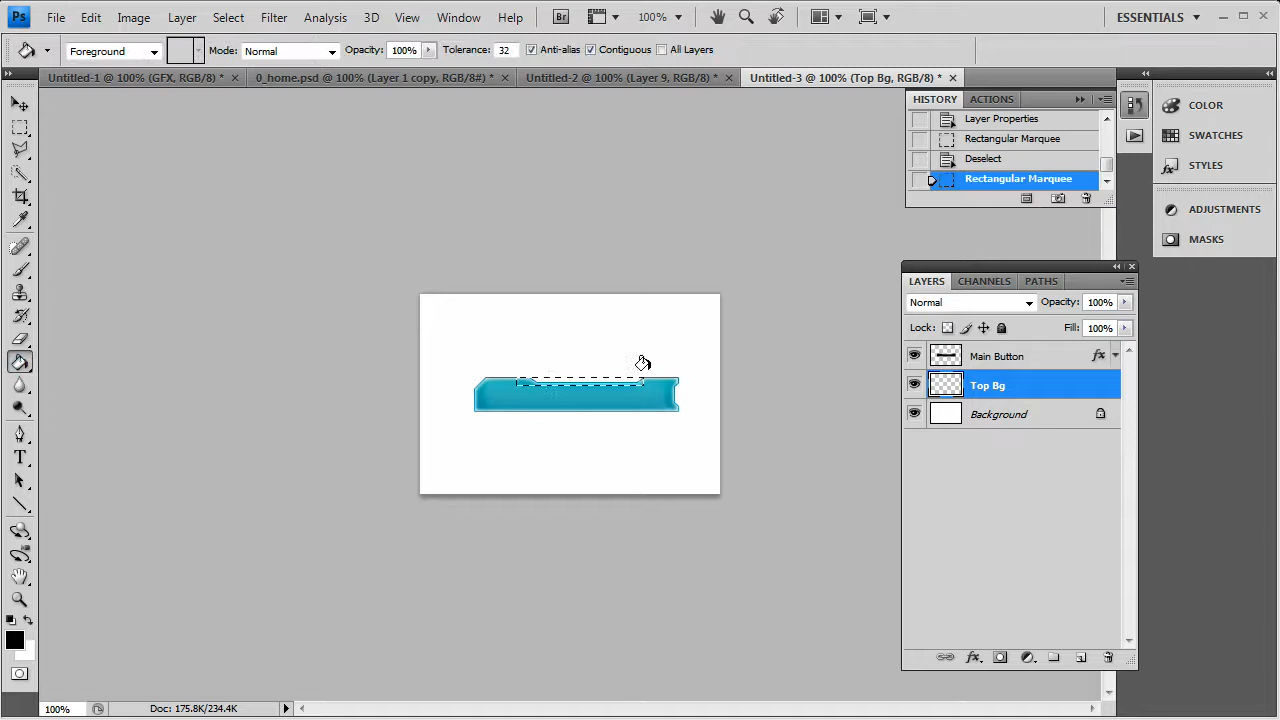 Ps File Edit Image Layer Select Filter Analysis 3D View Window Help Br 100% ESSENTIALS
Foreground Mode: Normal Opacity: 100% Tolerance: 32 Anti-alias Contiguous All Layers
Untitled-1 @ 100% (GFX, RGB/8) * 0_home.psd @ 100% (Layer 1 copy, RGB/8#) * Untitled-2 @ 100% (Layer 9, RGB/8) * Untitled-3 @ 100% (Top Bg, RGB/8) *
HISTORY ACTIONS
Layer Properties
Rectangular Marquee
Deselect
Rectangular Marquee
COLOR
SWATCHES
STYLES
ADJUSTMENTS
MASKS
LAYERS CHANNELS PATHS
Normal Opacity: 100%
Lock: Fill: 100%
Main Button fx
Top Bg
Background
fx
T
100% Doc: 175.8K/234.4K